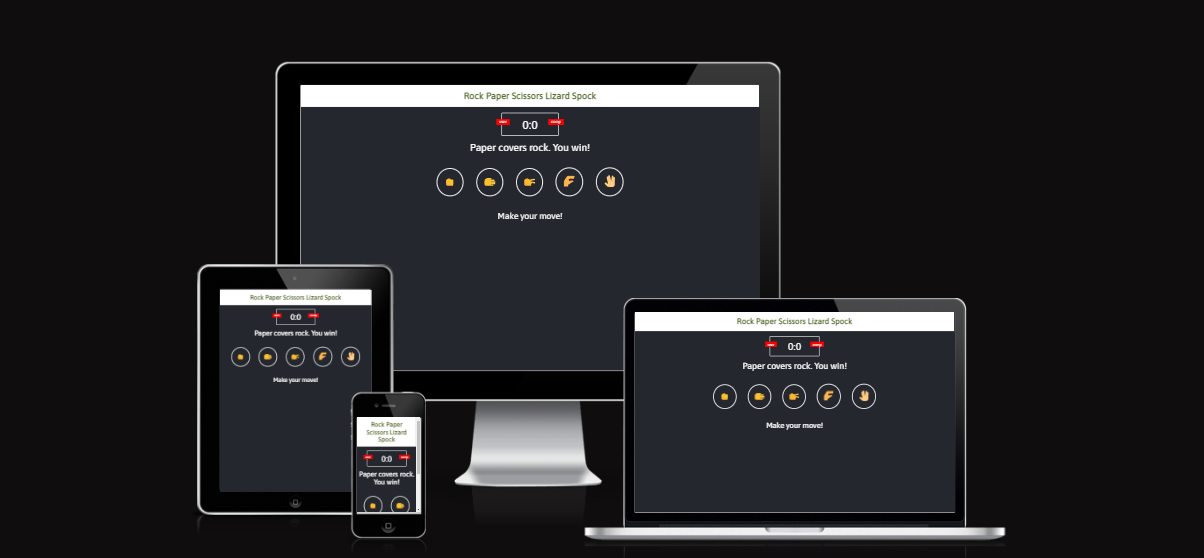 Rock Paper Scissors Lizard Spock
0:0
Paper covers rock. You win!
Make your move!
Rock Paper Scissors Lizard Spock
0:0
Paper covers rock. You win!
Make your move!
Rock Paper
Scissors Lizard
Spock
0:0
Paper covers rock.
You win!
Rock Paper Scissors Lizard Spock
0:0
Paper covers rock. You win!
Make your move!